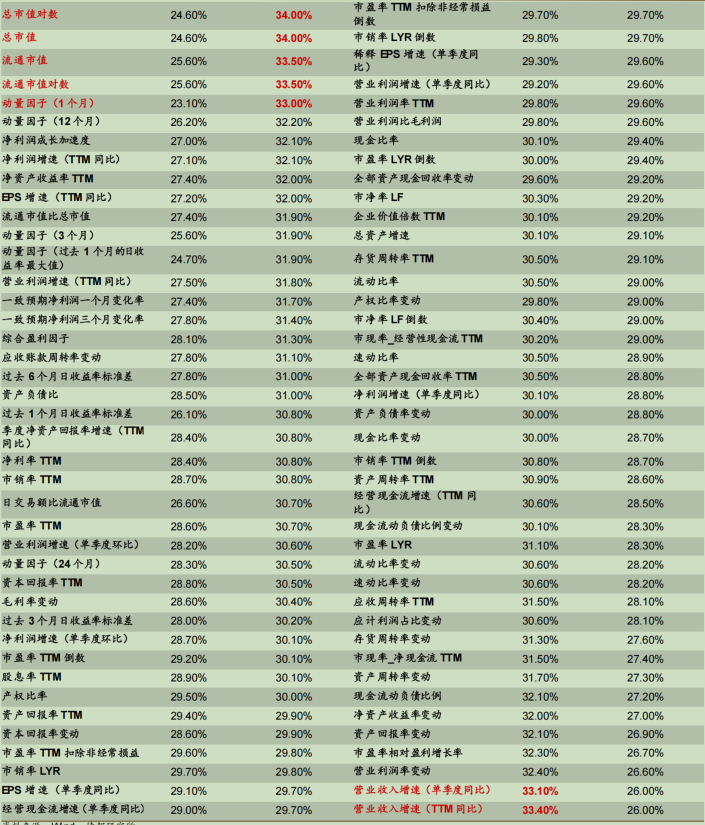 总市值对数 24.60% 34.00% 市盈率 TTM 扣除非经常损益 29.70% 29.70%
倒数
总市值 24.60% 34.00% 市销率 LYR 倒数 29.80% 29.70%
流通市值 25.60% 33.50% 稀释 EPS 增速（单季度同 29.30% 29.60%
比）
流通市值对数 25.60% 33.50% 营业利润增速（单季度同比） 29.20% 29.60%
动量因子（1 个月） 23.10% 33.00% 营业利润率 TTM 29.80% 29.60%
动量因子（12 个月） 26.20% 32.20% 营业利润比毛利润 29.80% 29.60%
净利润成长加速度 27.00% 32.10% 现金比率 30.10% 29.40%
净利润增速（TTM 同比） 27.10% 32.10% 市盈率 LYR 倒数 30.00% 29.40%
净资产收益率 TTM 27.40% 32.00% 全部资产现金回收率变动 29.60% 29.20%
EPS 增速（TTM 同比） 27.20% 32.00% 市净率 LF 30.30% 29.20%
流通市值比总市值 27.40% 31.90% 企业价值倍数 TTM 30.10% 29.20%
动量因子（3 个月） 25.60% 31.90% 总资产增速 30.10% 29.10%
动量因子（过去 1 个月的日收 24.70% 31.90% 存货周转率 TTM 30.50% 29.10%
益率最大值）
营业利润增速（TTM 同比） 27.50% 31.80% 流动比率 30.50% 29.00%
一致预期净利润一个月变化率 27.40% 31.70% 产权比率变动 29.80% 29.00%
一致预期净利润三个月变化率 27.80% 31.40% 市净率 LF 倒数 30.40% 29.00%
综合盈利因子 28.10% 31.30% 市现率_经营性现金流 TTM 30.20% 29.00%
应收账款周转率变动 27.80% 31.10% 速动比率 30.50% 28.90%
过去 6 个月日收益率标准差 27.80% 31.00% 全部资产现金回收率 TTM 30.50% 28.80%
资产负债比 28.50% 31.00% 净利润增速（单季度同比） 30.10% 28.80%
过去 1 个月日收益率标准差 26.10% 30.80% 资产负债率变动 30.00% 28.80%
季度净资产回报率增速（TTM 28.40% 30.80% 现金比率变动 30.00% 28.70%
同比）
净利率 TTM 28.40% 30.80% 市销率 TTM 倒数 30.80% 28.70%
市销率 TTM 28.70% 30.80% 资产周转率 TTM 30.90% 28.60%
日交易额比流通市值 26.60% 30.70% 经营现金流增速（TTM 同 30.60% 28.50%
比）
市盈率 TTM 28.60% 30.70% 现金流动负债比例变动 30.10% 28.30%
营业利润增速（单季度环比） 28.20% 30.60% 市盈率 LYR 31.10% 28.30%
动量因子（24 个月） 28.30% 30.50% 流动比率变动 30.60% 28.20%
资本回报率 TTM 28.80% 30.50% 速动比率变动 30.60% 28.20%
毛利率变动 28.60% 30.40% 应收周转率 TTM 31.50% 28.10%
过去 3 个月日收益率标准差 28.00% 30.20% 应计利润占比变动 30.60% 28.10%
净利润增速（单季度环比） 28.70% 30.10% 存货周转率变动 31.30% 27.60%
市盈率 TTM 倒数 29.20% 30.10% 市现率_净现金流 TTM 31.50% 27.40%
股息率 TTM 28.90% 30.10% 资产周转率变动 31.70% 27.30%
产权比率 29.50% 30.00% 现金流动负债比例 32.10% 27.20%
资产回报率 TTM 29.40% 29.90% 净资产收益率变动 32.00% 27.00%
资本回报率变动 28.60% 29.90% 资产回报率变动 32.10% 26.90%
市盈率 TTM 扣除非经常损益 29.60% 29.80% 市盈率相对盈利增长率 32.30% 26.70%
市销率 LYR 29.70% 29.80% 营业利润率变动 32.40% 26.60%
EPS 增速（单季度同比） 29.10% 29.70% 营业收入增速（单季度同比） 33.10% 26.00%
经营现金流增速（单季度同比） 29.00% 29.70% 营业收入增速（TTM 同比） 33.40% 26.00%